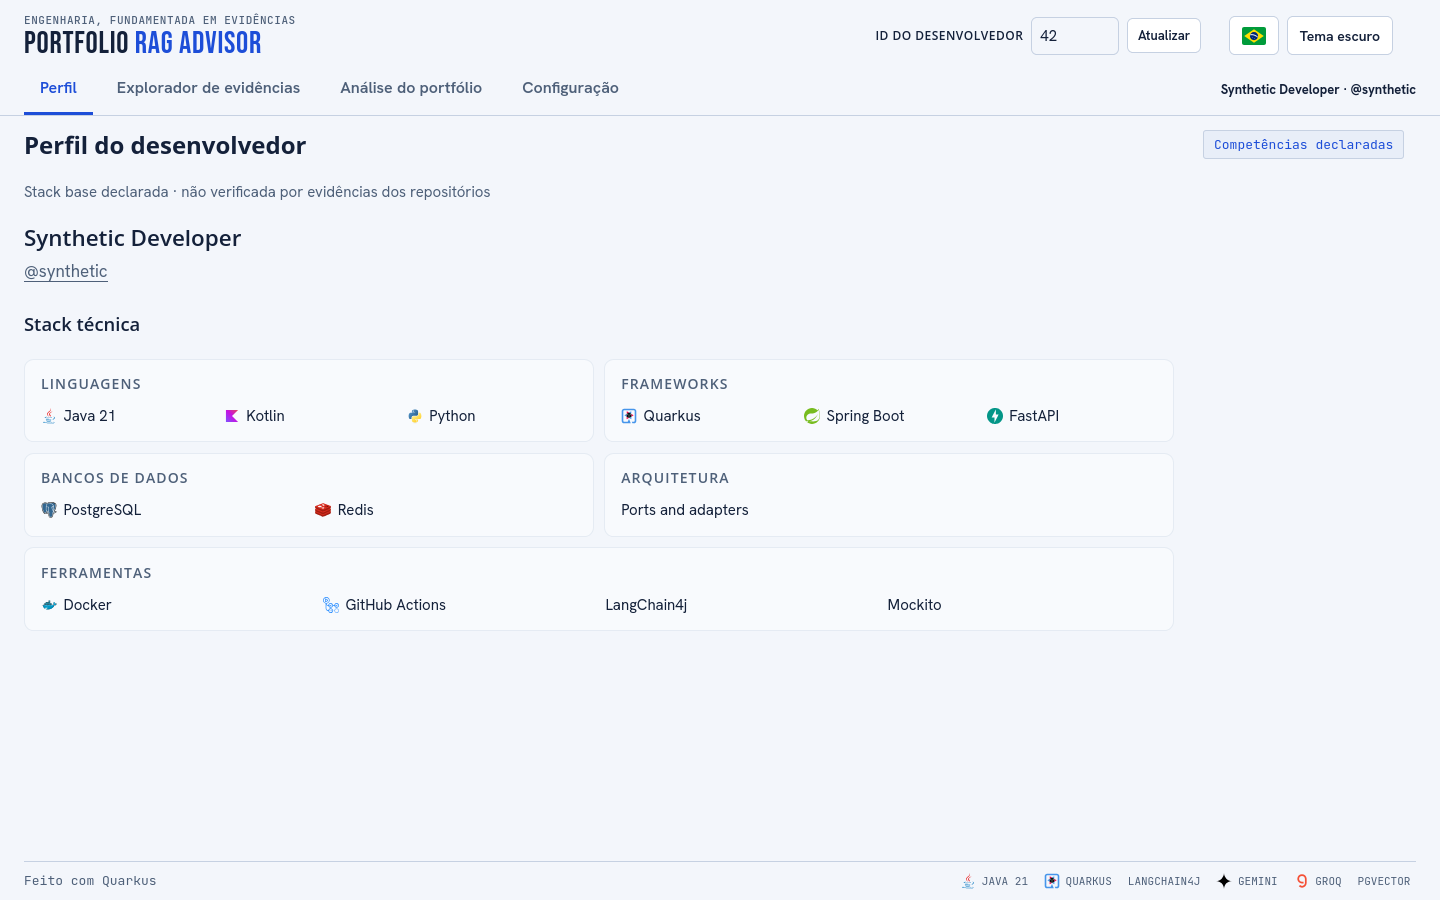 ENGENHARIA, FUNDAMENTADA EM EVIDÊNCIAS
PORTFOLIO RAG ADVISOR
ID DO DESENVOLVEDOR
42
Atualizar
Tema escuro
Perfil
Explorador de evidências
Análise do portfólio
Configuração
Synthetic Developer · @synthetic
Perfil do desenvolvedor
Competências declaradas
Stack base declarada · não verificada por evidências dos repositórios
Synthetic Developer
@synthetic
Stack técnica
LINGUAGENS
Java 21
Kotlin
Python
FRAMEWORKS
Quarkus
Spring Boot
FastAPI
BANCOS DE DADOS
PostgreSQL
Redis
ARQUITETURA
Ports and adapters
FERRAMENTAS
Docker
GitHub Actions
LangChain4j
Mockito
Feito com Quarkus
JAVA 21
QUARKUS
LANGCHAIN4J
GEMINI
GROQ
PGVECTOR